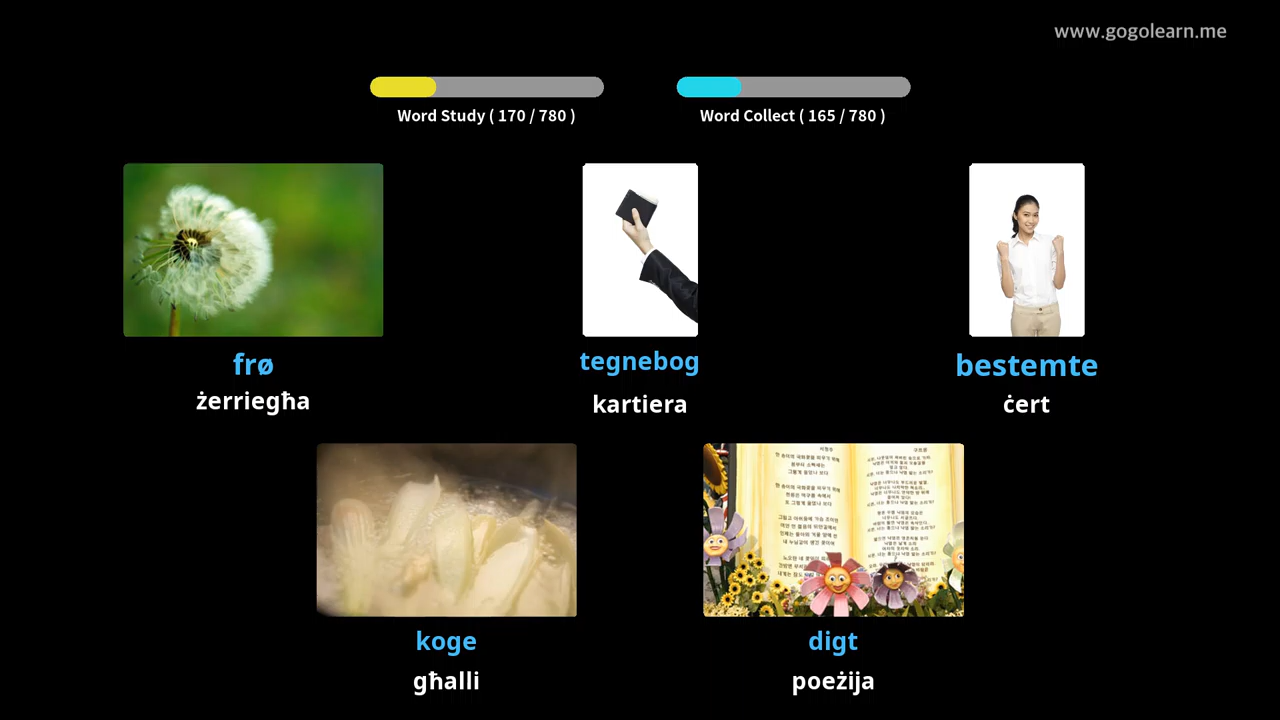 www.gogolearn.me
Word Study ( 170 / 780 )
Word Collect ( 165 / 780 )
frø
żerriegħa
tegnebog
kartiera
bestemte
ċert
koge
għalli
digt
poeżija